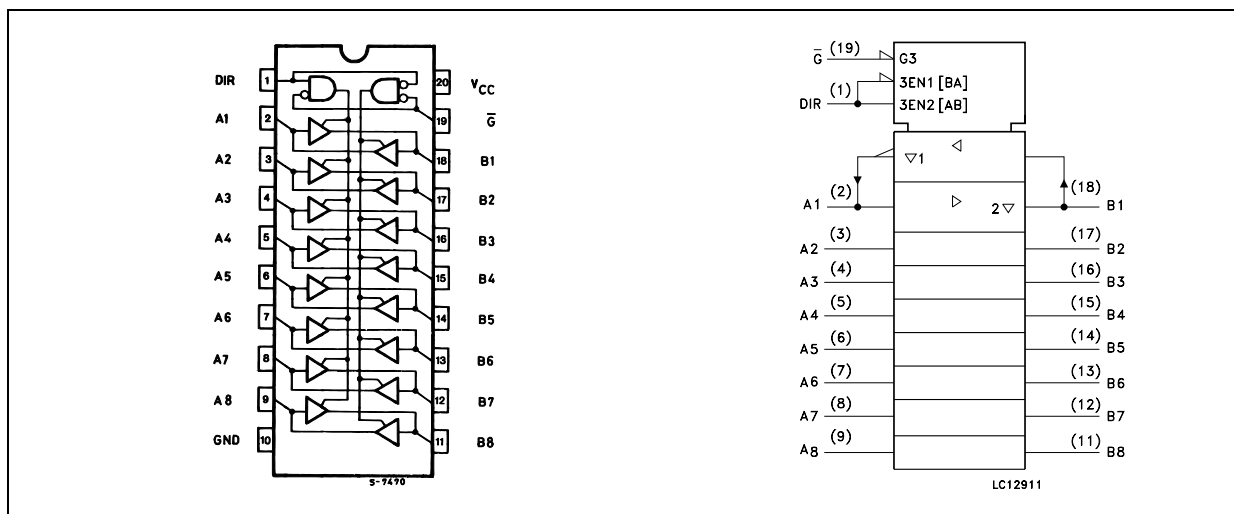 DIR 1 20 VCC
A1 2 19 G̅
A2 3 18 B1
A3 4 17 B2
A4 5 16 B3
A5 6 15 B4
A6 7 14 B5
A7 8 13 B6
A8 9 12 B7
GND 10 11 B8
S-7470
G̅ (19) G3
3EN1 [BA]
DIR (1) 3EN2 [AB]
▽1 ◁
A1 (2) ▷ 2▽ (18) B1
A2 (3) (17) B2
A3 (4) (16) B3
A4 (5) (15) B4
A5 (6) (14) B5
A6 (7) (13) B6
A7 (8) (12) B7
A8 (9) (11) B8
LC12911